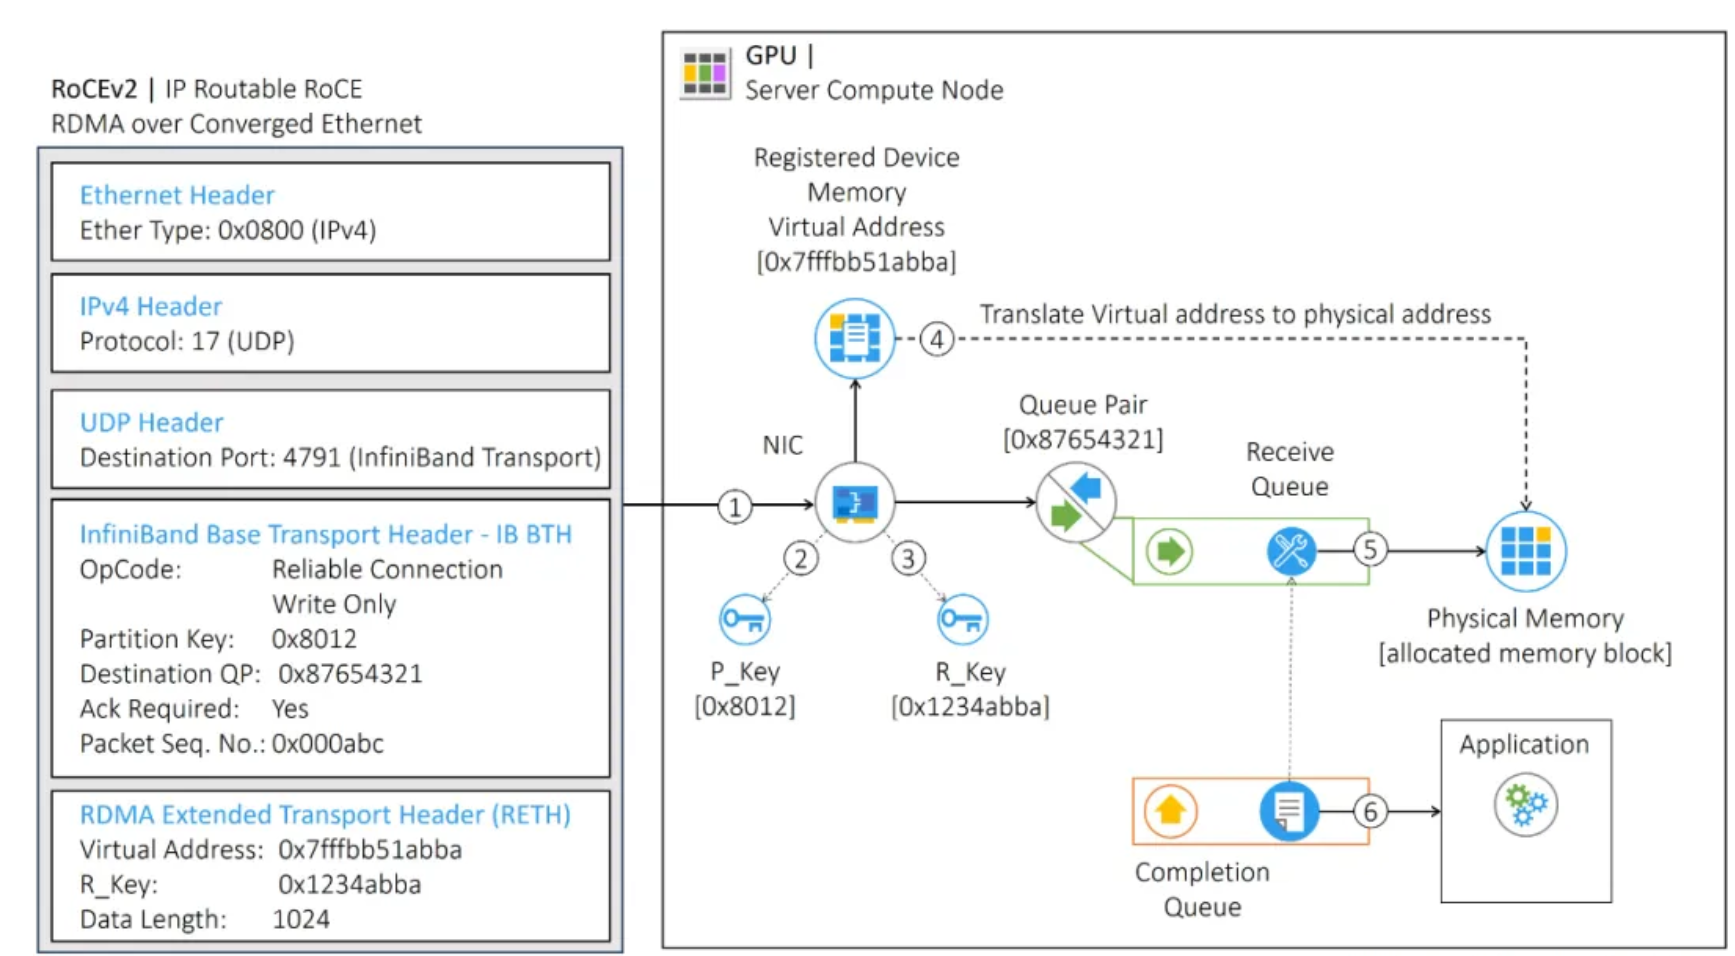 RoCEv2 | IP Routable RoCE
RDMA over Converged Ethernet
Ethernet Header
Ether Type: 0x0800 (IPv4)
IPv4 Header
Protocol: 17 (UDP)
UDP Header
Destination Port: 4791 (InfiniBand Transport)
InfiniBand Base Transport Header - IB BTH
OpCode: Reliable Connection
Write Only
Partition Key: 0x8012
Destination QP: 0x87654321
Ack Required: Yes
Packet Seq. No.: 0x000abc
RDMA Extended Transport Header (RETH)
Virtual Address: 0x7fffbb51abba
R_Key: 0x1234abba
Data Length: 1024
GPU |
Server Compute Node
Registered Device
Memory
Virtual Address
[0x7fffbb51abba]
4
Translate Virtual address to physical address
NIC
Queue Pair
[0x87654321]
Receive
Queue
1
2
3
5
P_Key
[0x8012]
R_Key
[0x1234abba]
Physical Memory
[allocated memory block]
6
Application
Completion
Queue